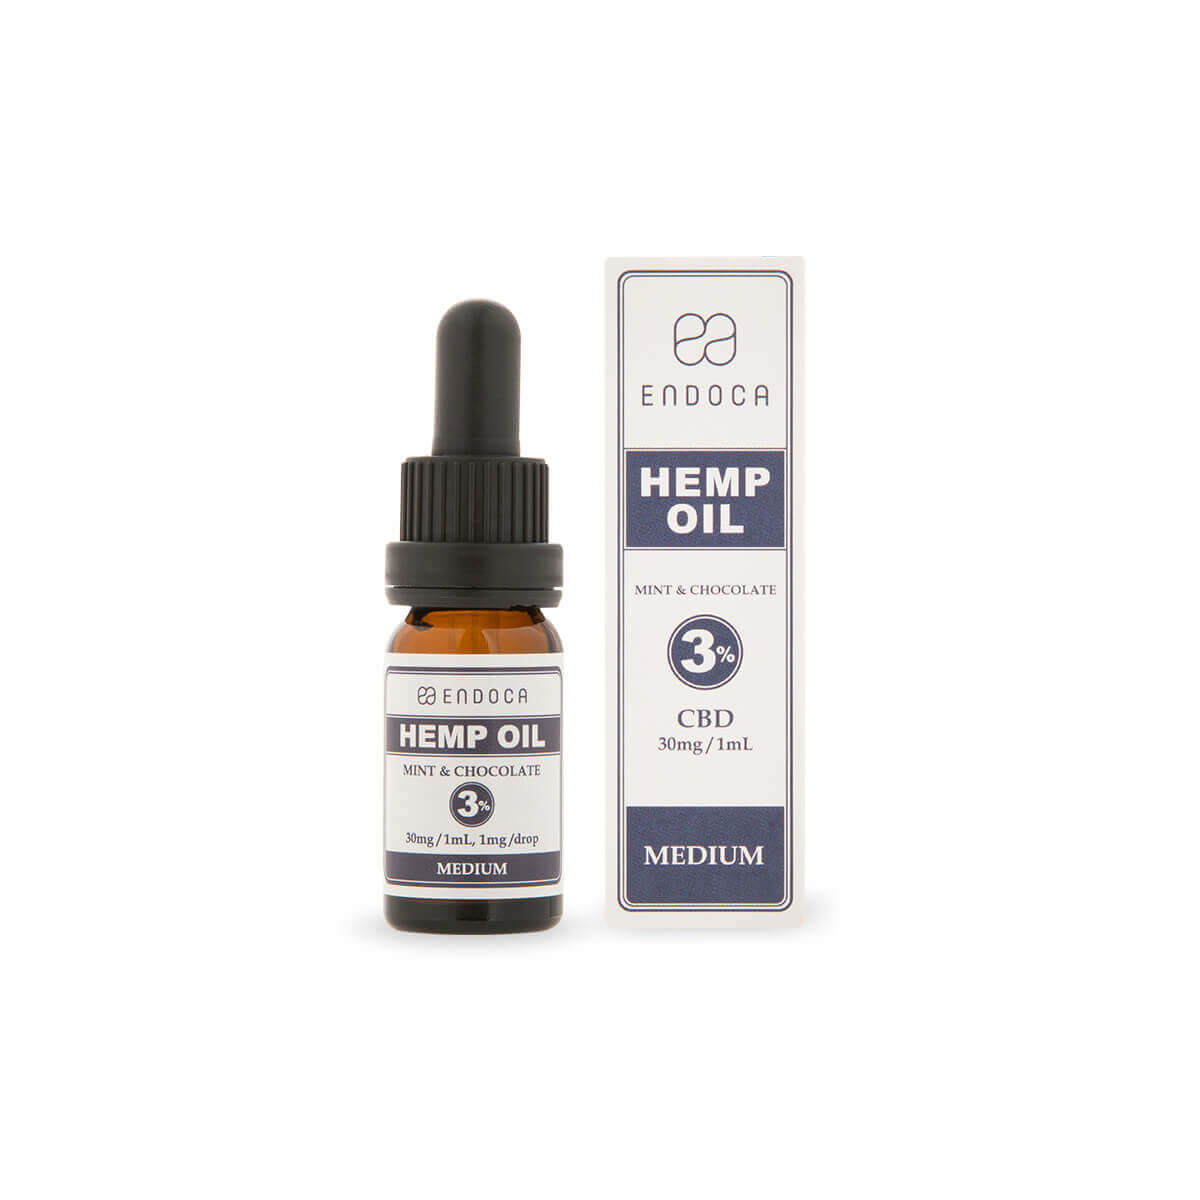 ENDOCA
HEMP OIL
MINT & CHOCOLATE
3%
30mg/1mL, 1mg/drop
MEDIUM
ENDOCA
HEMP
OIL
MINT & CHOCOLATE
3%
CBD
30mg/1mL
MEDIUM